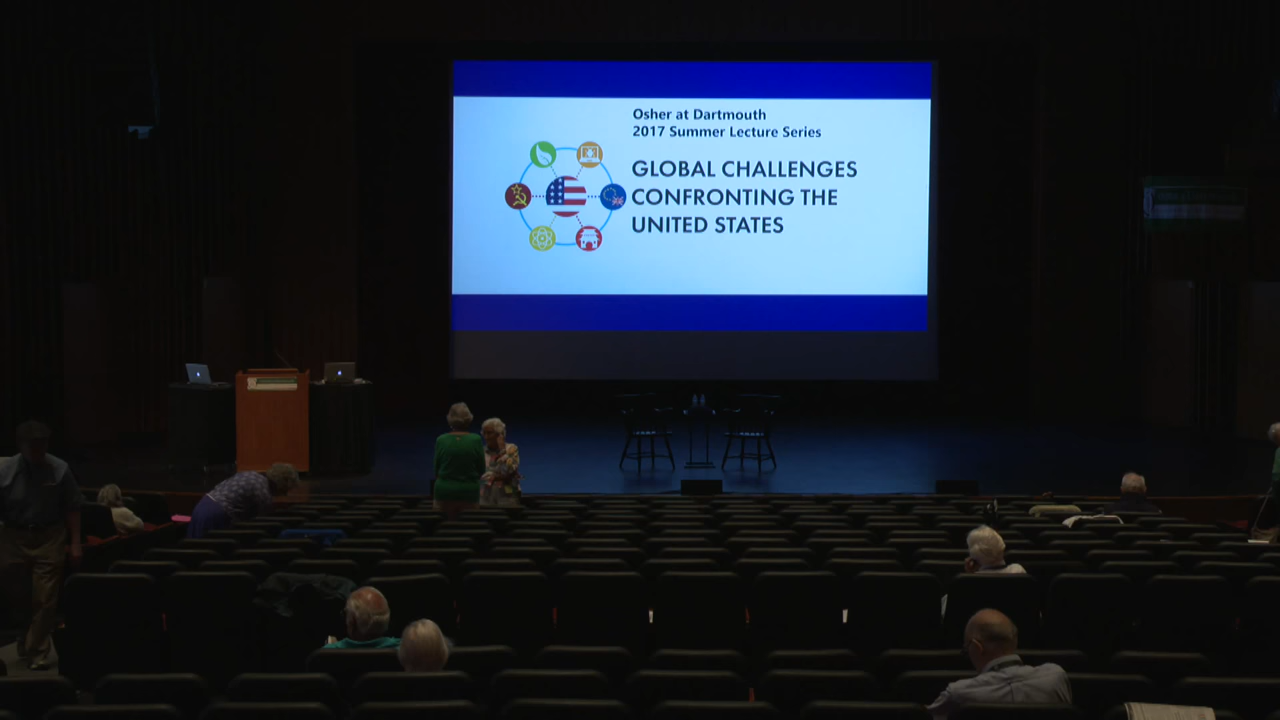 Osher at Dartmouth
2017 Summer Lecture Series
GLOBAL CHALLENGES
CONFRONTING THE
UNITED STATES